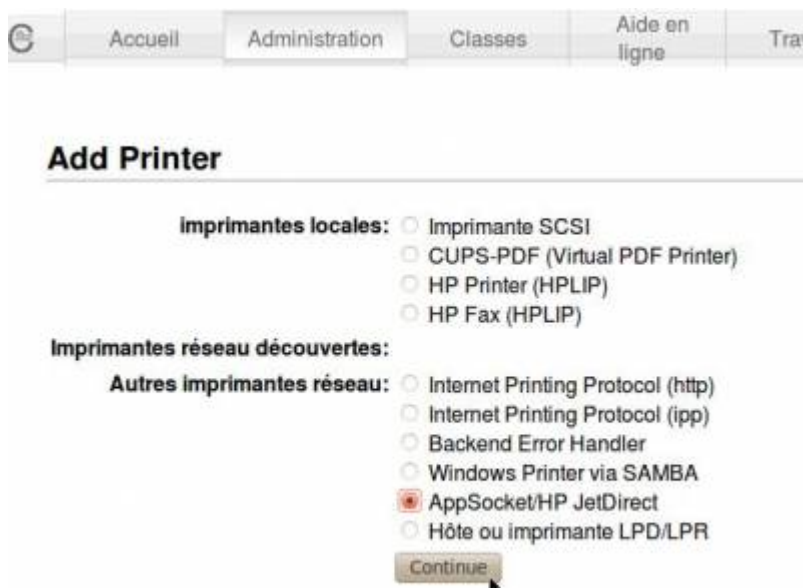 Accueil Administration Classes Aide en ligne
Add Printer
imprimantes locales: Imprimante SCSI
CUPS-PDF (Virtual PDF Printer)
HP Printer (HPLIP)
HP Fax (HPLIP)
Imprimantes réseau découvertes:
Autres imprimantes réseau: Internet Printing Protocol (http)
Internet Printing Protocol (ipp)
Backend Error Handler
Windows Printer via SAMBA
AppSocket/HP JetDirect
Hôte ou imprimante LPD/LPR
Continue